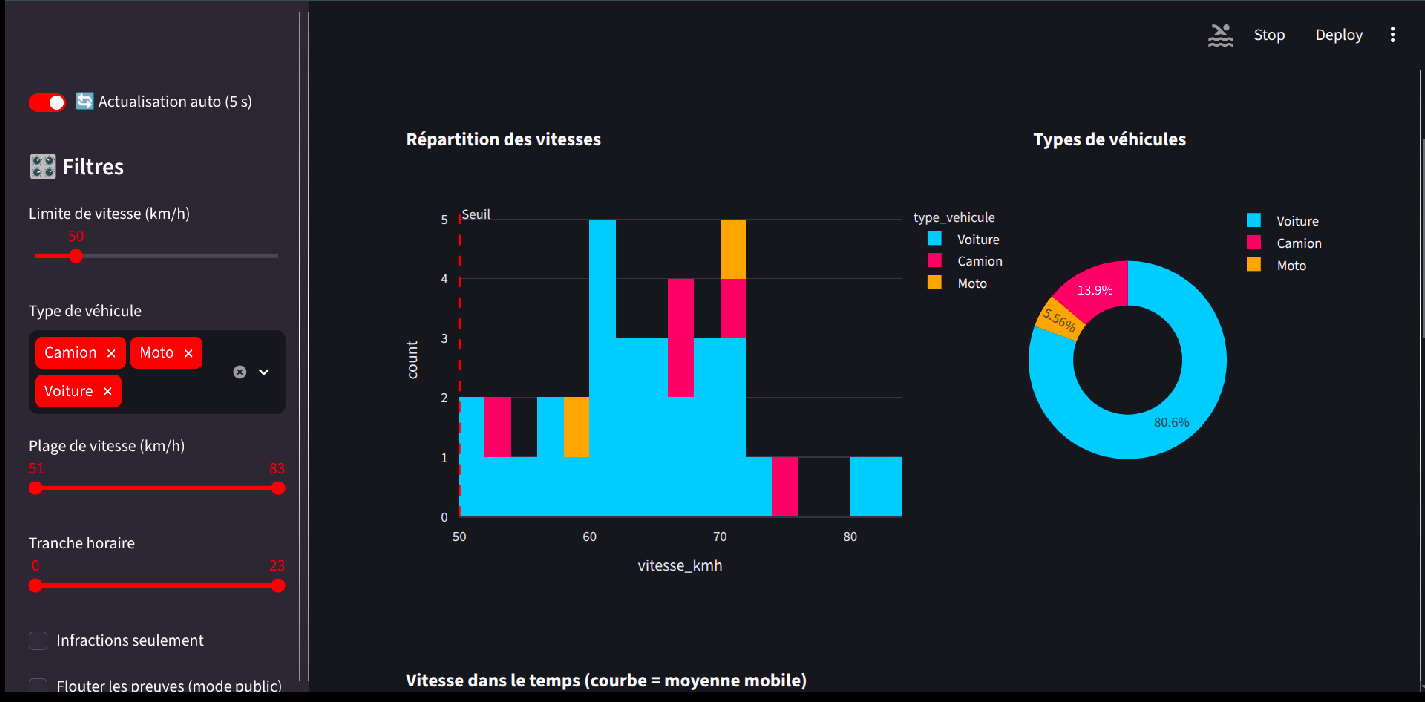 Stop
Deploy
Actualisation auto (5 s)
Filtres
Limite de vitesse (km/h)
50
Type de véhicule
Camion
Moto
Voiture
Plage de vitesse (km/h)
51
83
Tranche horaire
0
23
Infractions seulement
Flouter les preuves (mode public)
Répartition des vitesses
Seuil
5
4
3
2
1
0
count
50
60
70
80
vitesse_kmh
type_vehicule
Voiture
Camion
Moto
Types de véhicules
13.9%
5.56%
80.6%
Voiture
Camion
Moto
Vitesse dans le temps (courbe = moyenne mobile)